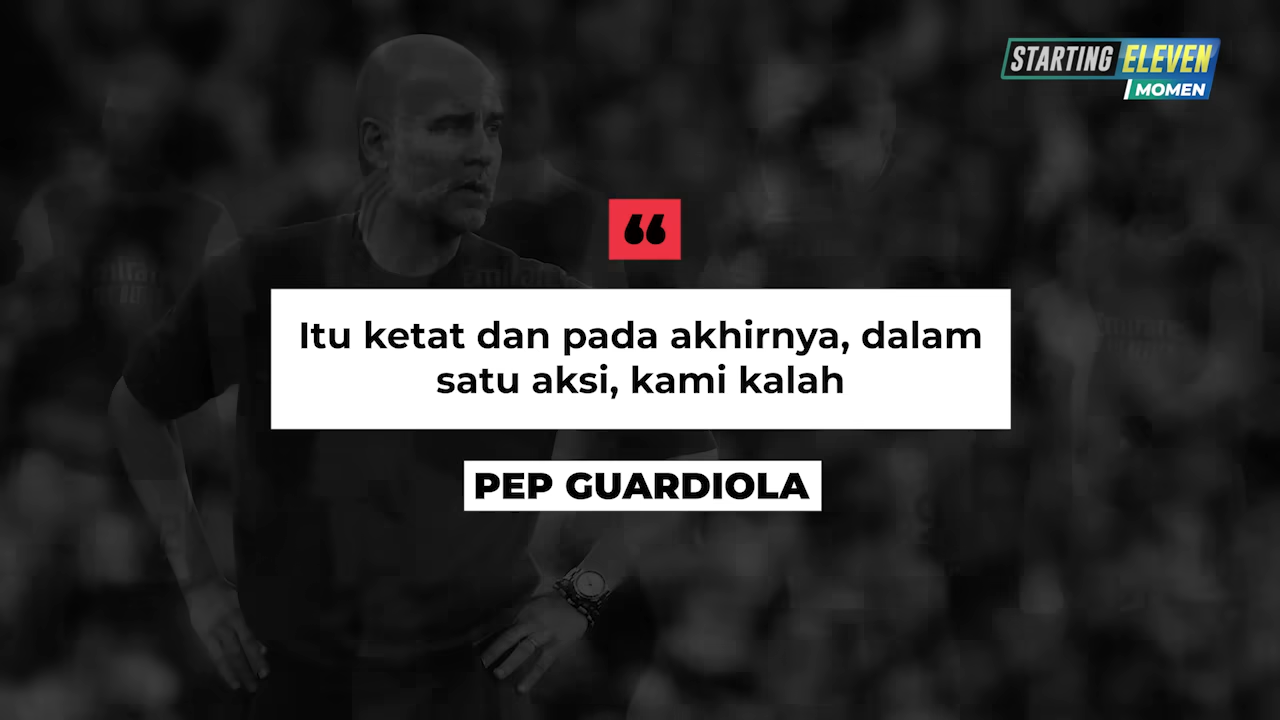 STARTING ELEVEN
MOMEN
“
Itu ketat dan pada akhirnya, dalam
satu aksi, kami kalah
PEP GUARDIOLA